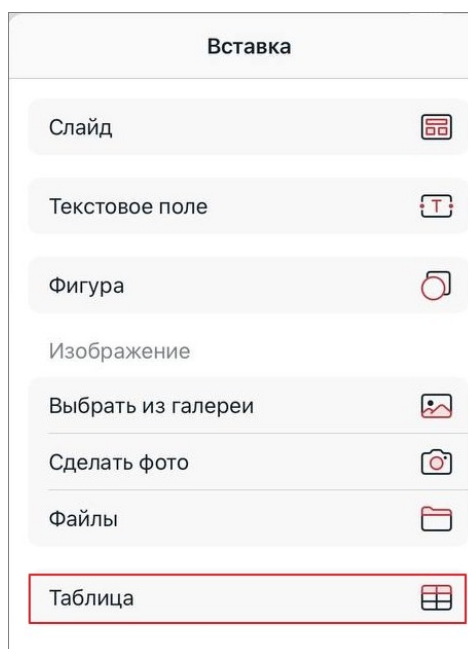 Вставка
Слайд
Текстовое поле
Фигура
Изображение
Выбрать из галереи
Сделать фото
Файлы
Таблица